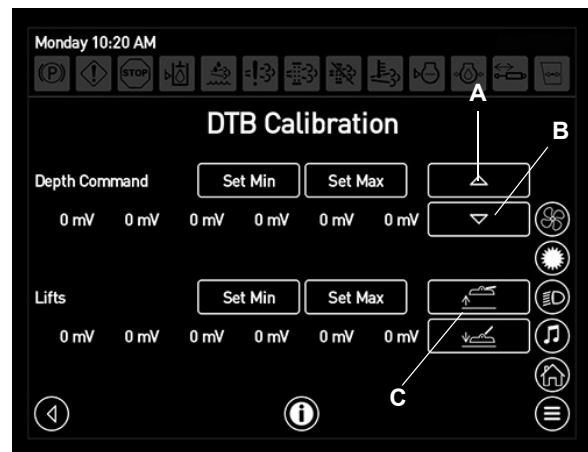 Monday 10:20 AM
(P) STOP
A
DTB Calibration
B
Depth Command Set Min Set Max
0 mV 0 mV 0 mV 0 mV 0 mV 0 mV
Lifts Set Min Set Max
0 mV 0 mV 0 mV 0 mV 0 mV 0 mV
C
i